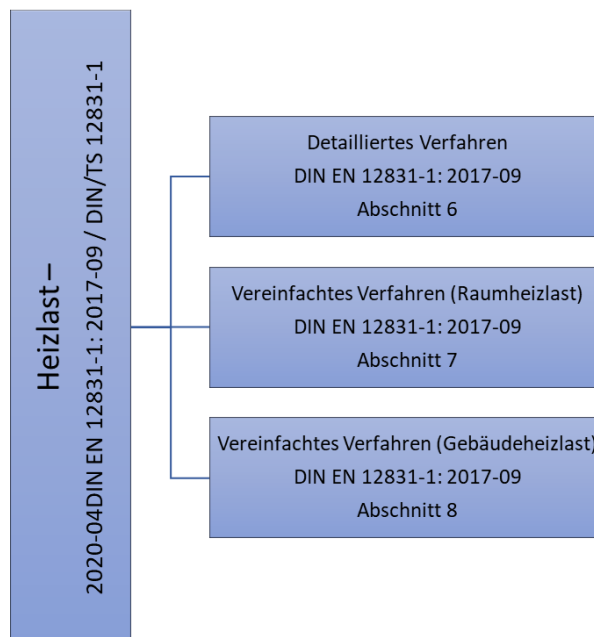 Heizlast –
2020-04DIN EN 12831-1: 2017-09 / DIN/TS 12831-1
Detailliertes Verfahren
DIN EN 12831-1: 2017-09
Abschnitt 6
Vereinfachtes Verfahren (Raumheizlast)
DIN EN 12831-1: 2017-09
Abschnitt 7
Vereinfachtes Verfahren (Gebäudeheizlast)
DIN EN 12831-1: 2017-09
Abschnitt 8